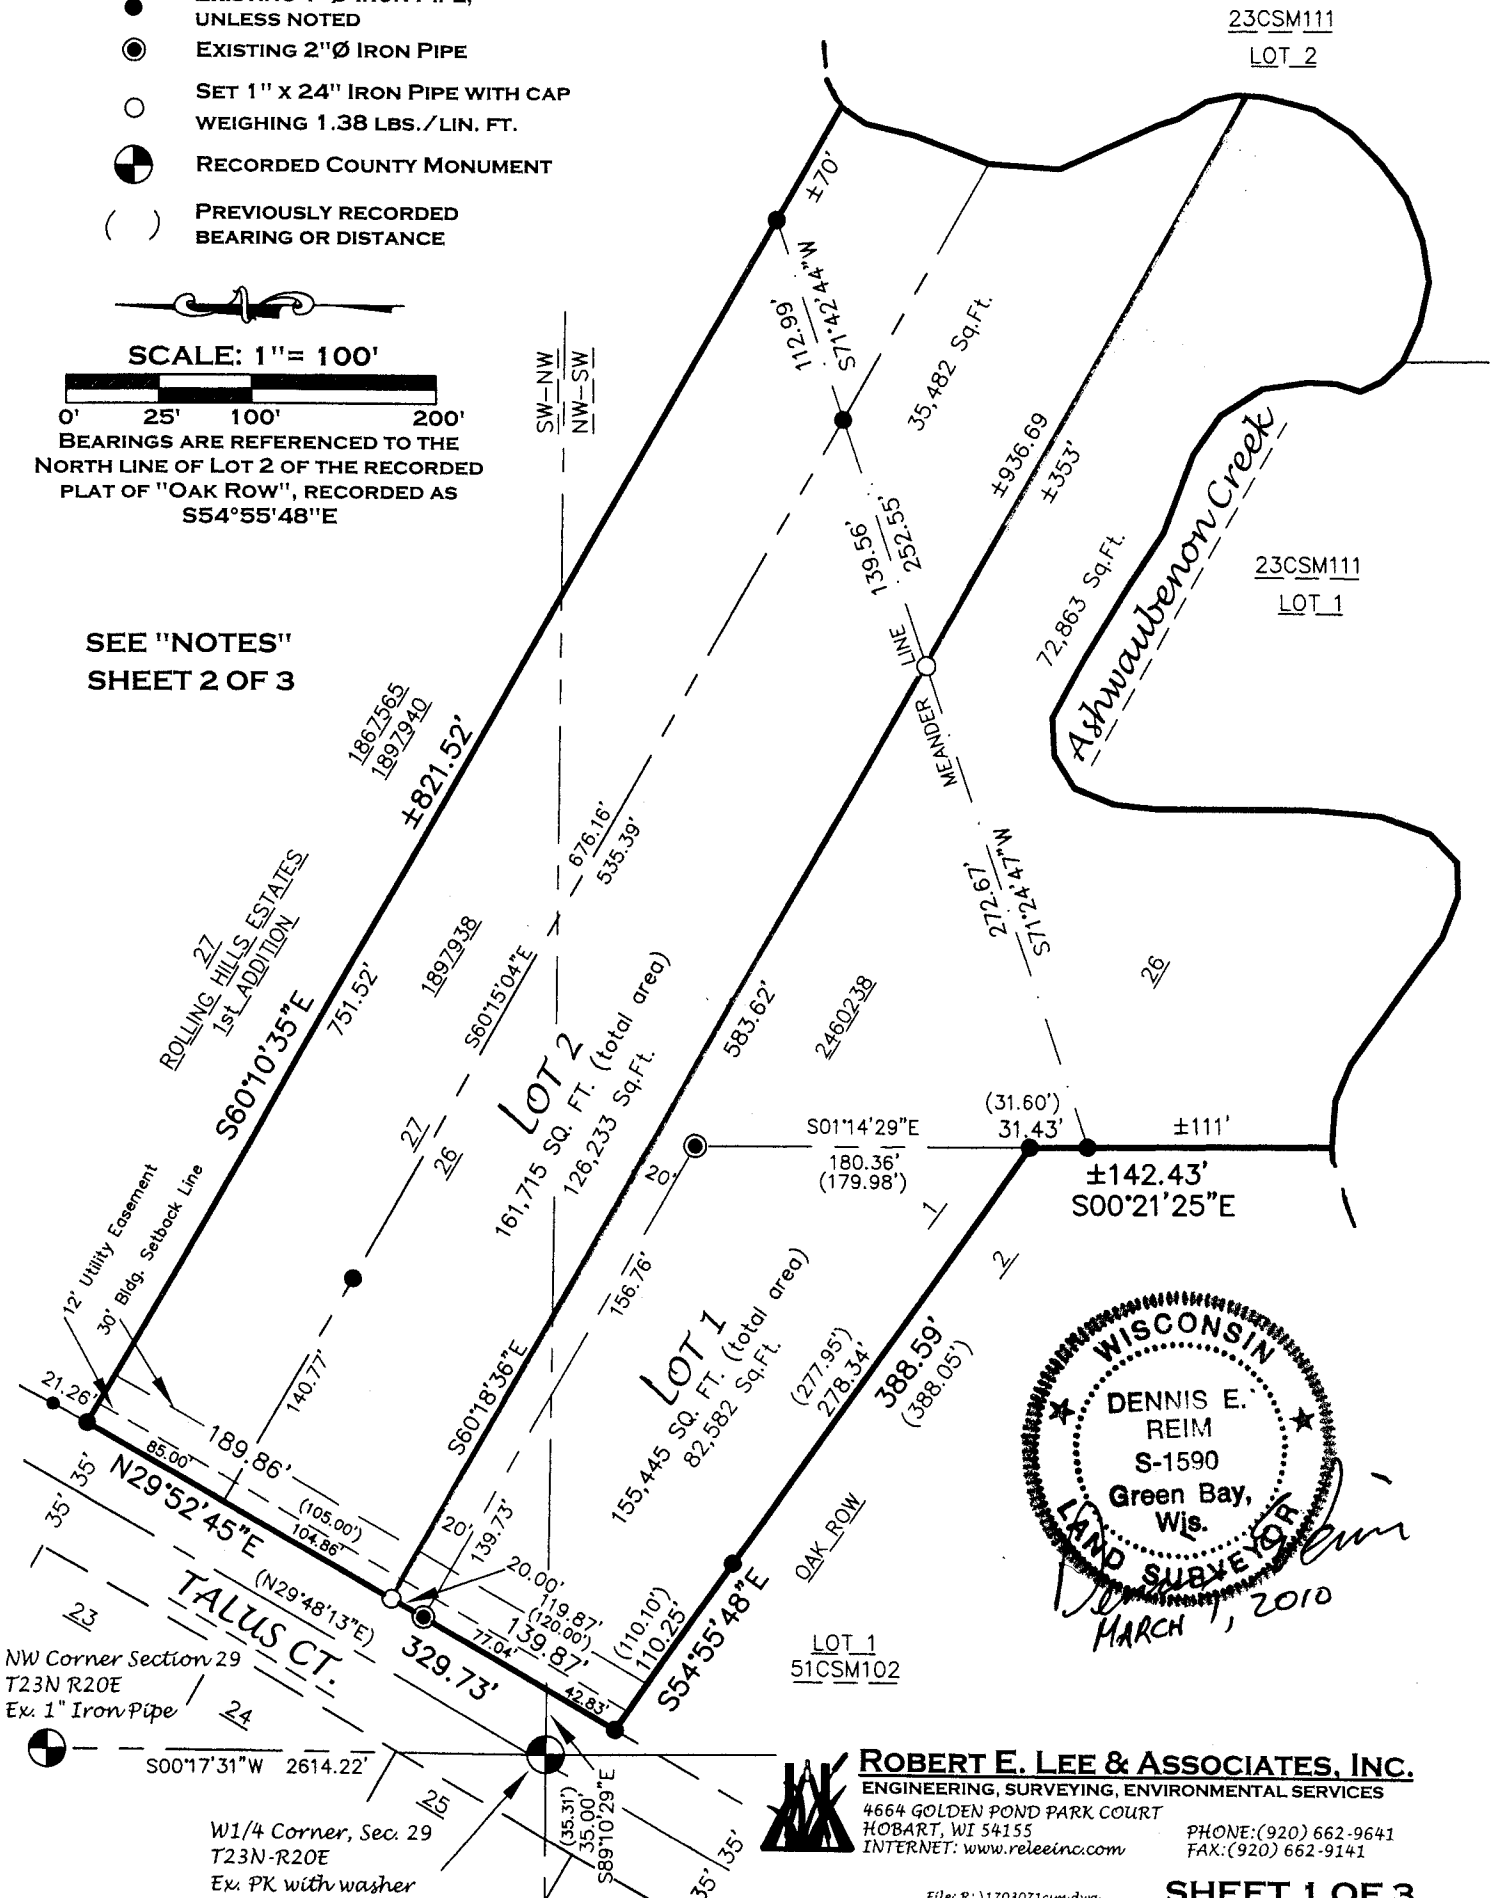 UNLESS NOTED
EXISTING 2"Ø IRON PIPE
SET 1" X 24" IRON PIPE WITH CAP
WEIGHING 1.38 LBS./LIN. FT.
RECORDED COUNTY MONUMENT
( ) PREVIOUSLY RECORDED
BEARING OR DISTANCE
SCALE: 1"= 100'
0' 25' 100' 200'
BEARINGS ARE REFERENCED TO THE
NORTH LINE OF LOT 2 OF THE RECORDED
PLAT OF "OAK ROW", RECORDED AS
S54°55'48"E
SEE "NOTES"
SHEET 2 OF 3
23CSM111
LOT 2
±70'
112.99'
S71°42'44"W
35,482 Sq.Ft.
SW-NW
NW-SW
±936.69
±353'
139.56'
252.55'
MEANDER LINE
72,863 Sq.Ft.
Ashwaubenon Creek
23CSM111
LOT 1
1867565
1897940
±821.52'
676.16'
535.39'
27
ROLLING HILLS ESTATES
1st ADDITION
S60°10'35"E
751.52'
1897938
S60°15'04"E
27
26
LOT 2
161,715 SQ. FT. (total area)
126,233 Sq.Ft.
583.62'
2460238
272.67'
S71°24'47"W
26
(31.60')
31.43'
±111'
S01°14'29"E
180.36'
(179.98')
±142.43'
S00°21'25"E
20'
156.76'
1
2
12' Utility Easement
30' Bldg. Setback Line
21.26'
140.77'
S60°18'36"E
LOT 1
155,445 SQ. FT. (total area)
82,582 Sq.Ft.
(277.95')
278.34'
388.59'
(388.05')
189.86'
85.00'
N29°52'45"E
(105.00')
104.86'
35'
35'
20'
139.73'
20.00'
119.87'
(120.00')
139.87'
77.04'
42.83'
(110.10')
110.25'
S54°55'48"E
OAK ROW
LOT 1
51CSM102
(N29°48'13"E)
TALUS CT.
329.73'
23
24
25
NW Corner Section 29
T23N R20E
Ex. 1" Iron Pipe
S00°17'31"W 2614.22'
W1/4 Corner, Sec. 29
T23N-R20E
Ex. PK with washer
(35.31')
35.00'
S89°10'29"E
35'
35'
WISCONSIN
DENNIS E.
REIM
S-1590
Green Bay,
Wis.
LAND SURVEYOR
MARCH 1, 2010
ROBERT E. LEE & ASSOCIATES, INC.
ENGINEERING, SURVEYING, ENVIRONMENTAL SERVICES
4664 GOLDEN POND PARK COURT
HOBART, WI 54155
INTERNET: www.releeinc.com
PHONE:(920) 662-9641
FAX:(920) 662-9141
SHEET 1 OF 3